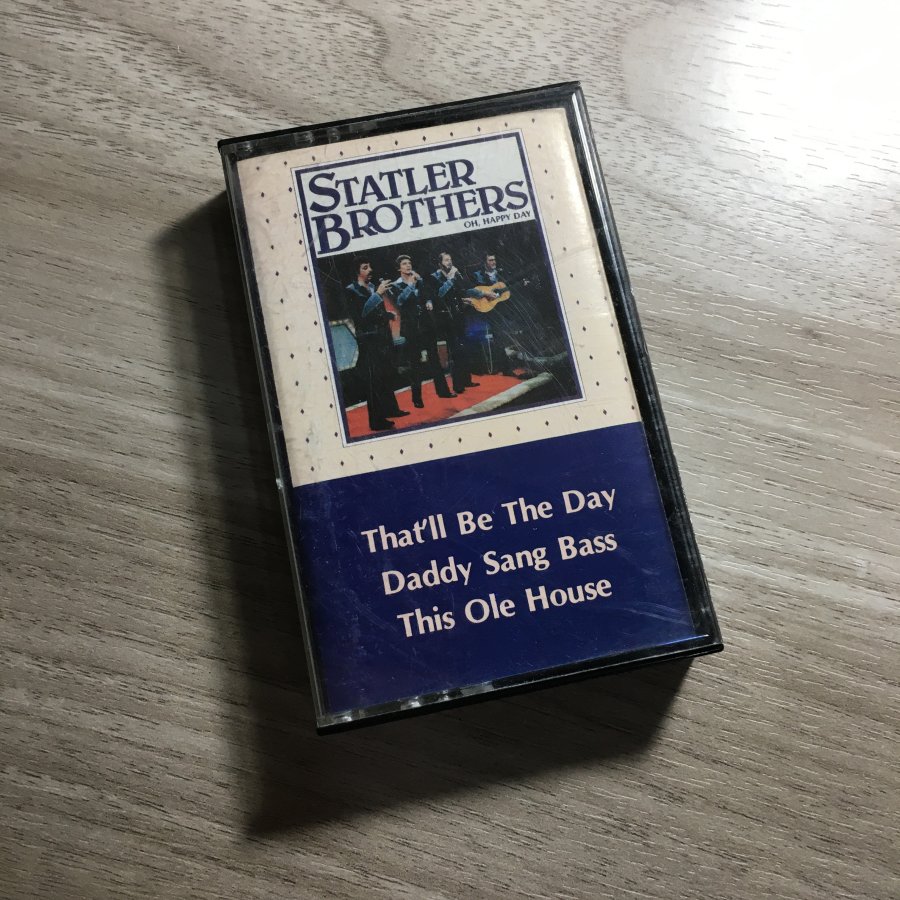 STATLER
BROTHERS
OH, HAPPY DAY
That'll Be The Day
Daddy Sang Bass
This Ole House